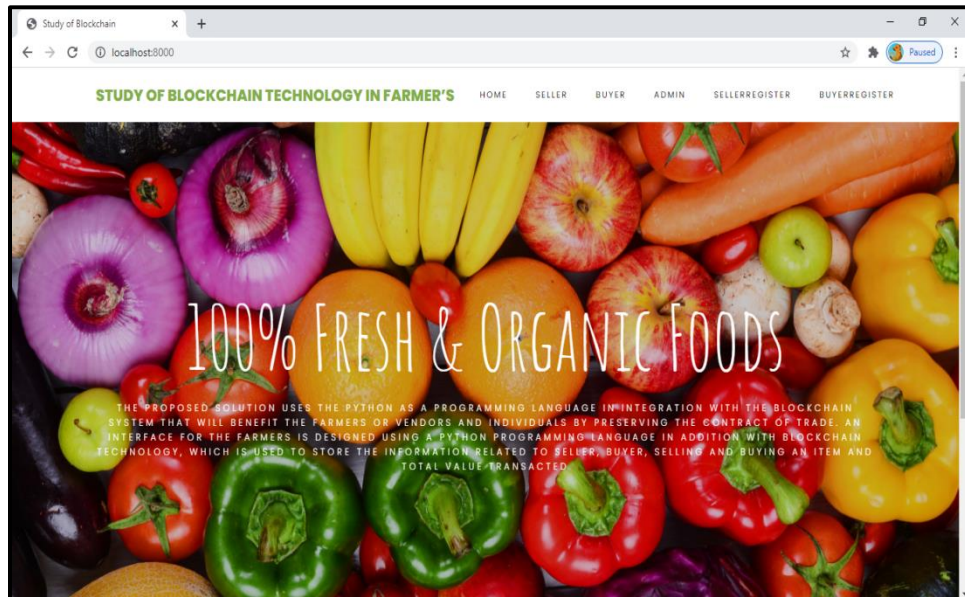 Study of Blockchain
localhost:8000
Paused
STUDY OF BLOCKCHAIN TECHNOLOGY IN FARMER'S
HOME SELLER BUYER ADMIN SELLERREGISTER BUYERREGISTER
100% FRESH & ORGANIC FOODS
THE PROPOSED SOLUTION USES THE PYTHON AS A PROGRAMMING LANGUAGE IN INTEGRATION WITH THE BLOCKCHAIN
SYSTEM THAT WILL BENEFIT THE FARMERS OR VENDORS AND INDIVIDUALS BY PRESERVING THE CONTRACT OF TRADE. AN
INTERFACE FOR THE FARMERS IS DESIGNED USING A PYTHON PROGRAMMING LANGUAGE IN ADDITION WITH BLOCKCHAIN
TECHNOLOGY, WHICH IS USED TO STORE THE INFORMATION RELATED TO SELLER, BUYER, SELLING AND BUYING AN ITEM AND
TOTAL VALUE TRANSACTED